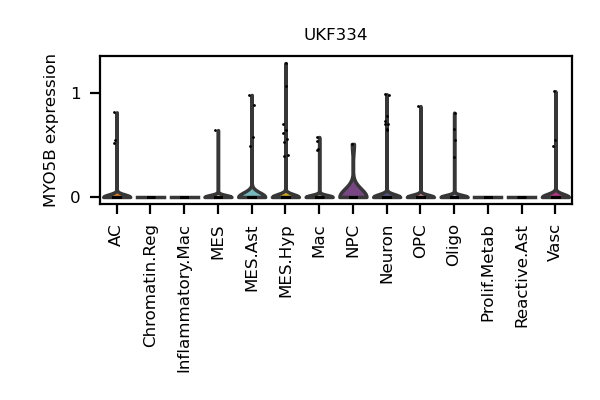 UKF334
MYO5B expression
1
0
AC
Chromatin.Reg
Inflammatory.Mac
MES
MES.Ast
MES.Hyp
Mac
NPC
Neuron
OPC
Oligo
Prolif.Metab
Reactive.Ast
Vasc